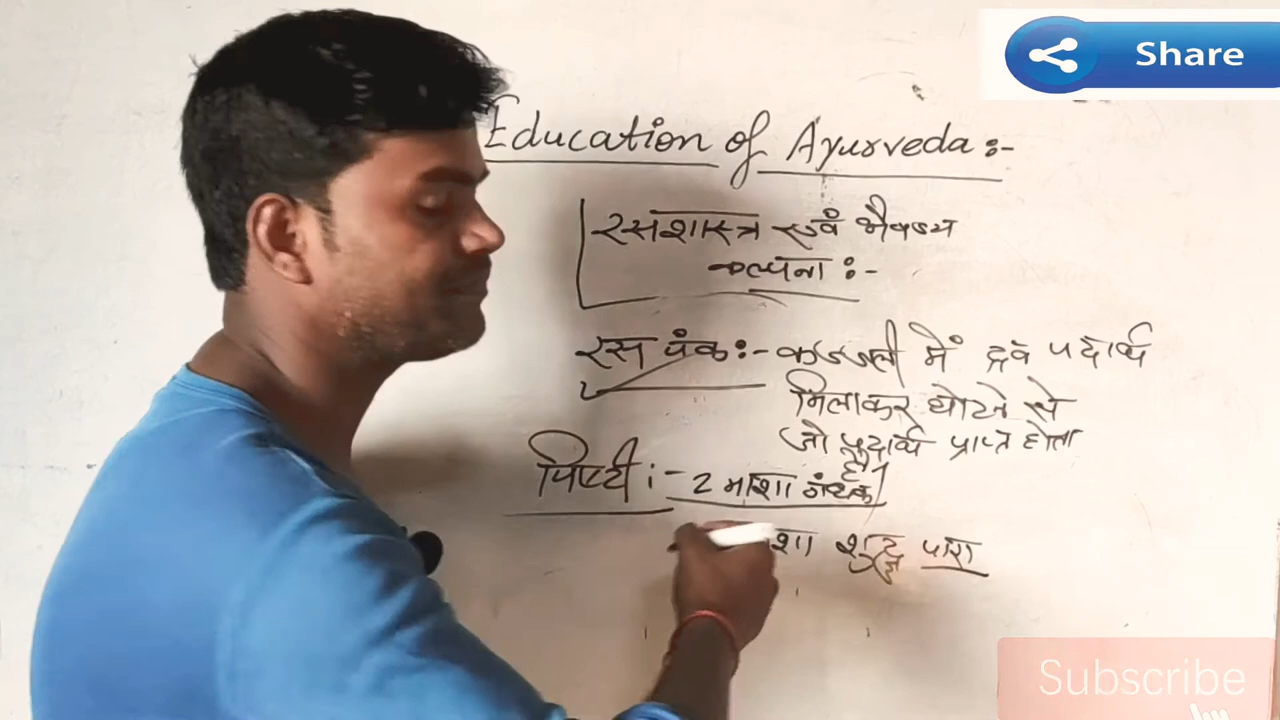 Share
Education of Ayurveda :-
रसशास्त्र एवं भैषज्य
कल्पना :-
रस पंक :- कज्जली में द्रव पदार्थ
मिलाकर घोटने से
जो पदार्थ प्राप्त होता
है।
पिष्टी :- 2 माशा गंधक
शा शुद्ध पारा
Subscribe